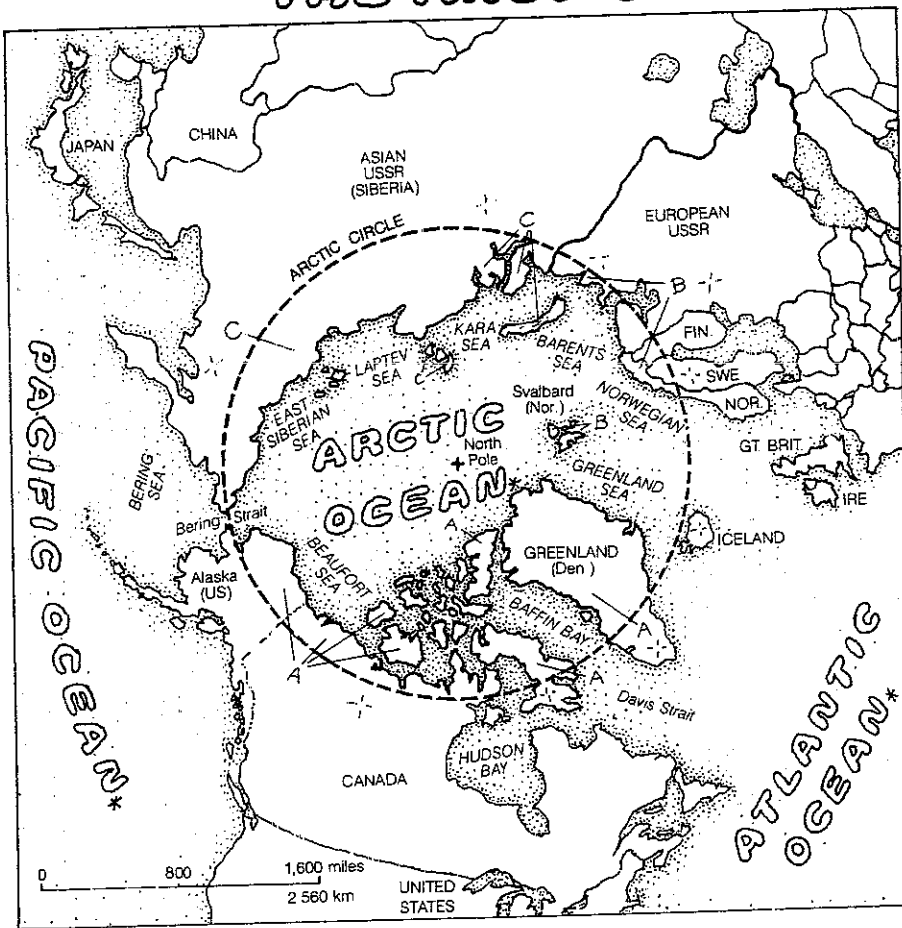 JAPAN
CHINA
ASIAN
USSR
(SIBERIA)
EUROPEAN
USSR
ARCTIC CIRCLE
C
C
B
KARA
SEA
LAPTEV
SEA
BARENTS
SEA
FIN.
SWE
NOR.
EAST
SIBERIAN
SEA
Svalbard
(Nor.)
B
NORWEGIAN
SEA
PACIFIC OCEAN*
BERING
SEA
ARCTIC
OCEAN*
North
Pole
GREENLAND
SEA
GT. BRIT.
IRE
ICELAND
Bering Strait
Alaska
(US)
BEAUFORT
SEA
A
GREENLAND
(Den )
BAFFIN BAY
A
A
A
Davis Strait
HUDSON
BAY
CANADA
ATLANTIC
OCEAN*
0 800 1,600 miles
2 560 km
UNITED
STATES